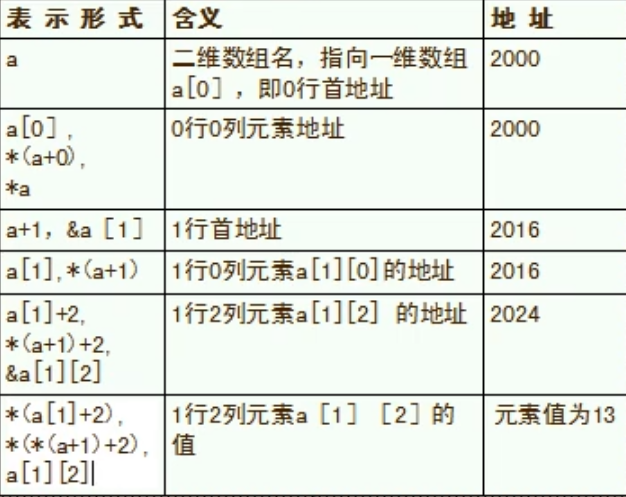 表 示 形 式 含义 地 址
a 二维数组名，指向一维数组 2000
a[0]，即0行首地址
a[0], 0行0列元素地址 2000
*(a+0),
*a
a+1, &a [1] 1行首地址 2016
a[1],*(a+1) 1行0列元素a[1][0]的地址 2016
a[1]+2, 1行2列元素a[1][2] 的地址 2024
*(a+1)+2,
&a[1][2]
*(a[1]+2), 1行2列元素a [1] [2]的 元素值为13
*(*(a+1)+2), 值
a[1][2]